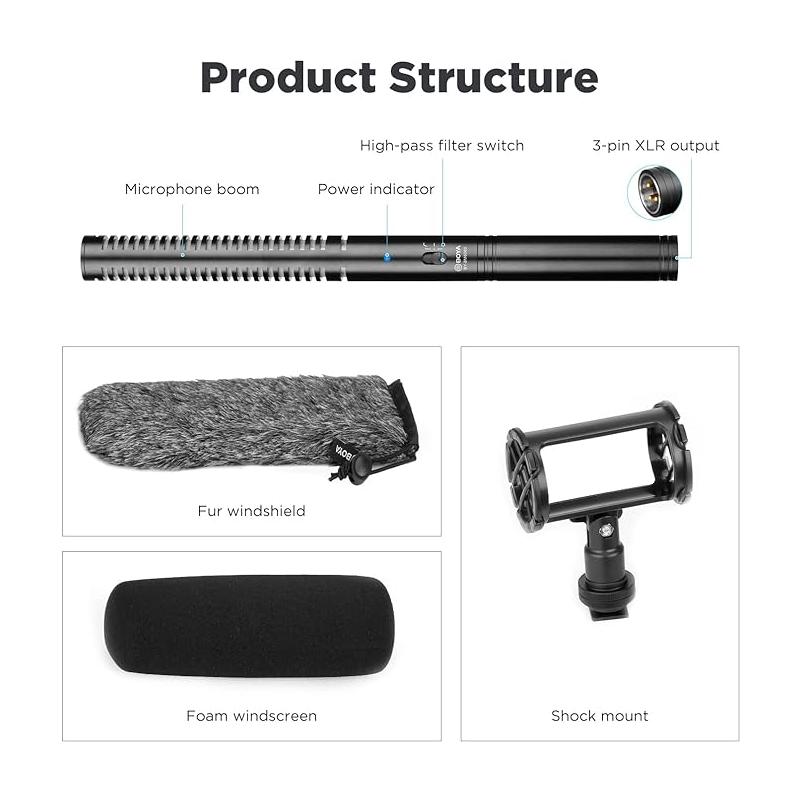 Product Structure
High-pass filter switch
3-pin XLR output
Microphone boom
Power indicator
BOYA
BOYA
Fur windshield
Foam windscreen
Shock mount